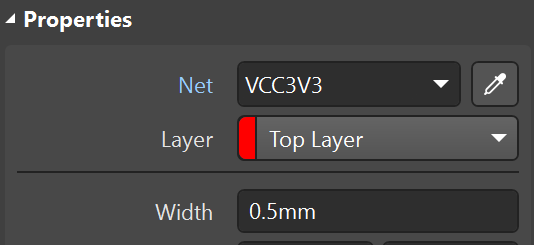 Properties
Net VCC3V3
Layer Top Layer
Width 0.5mm